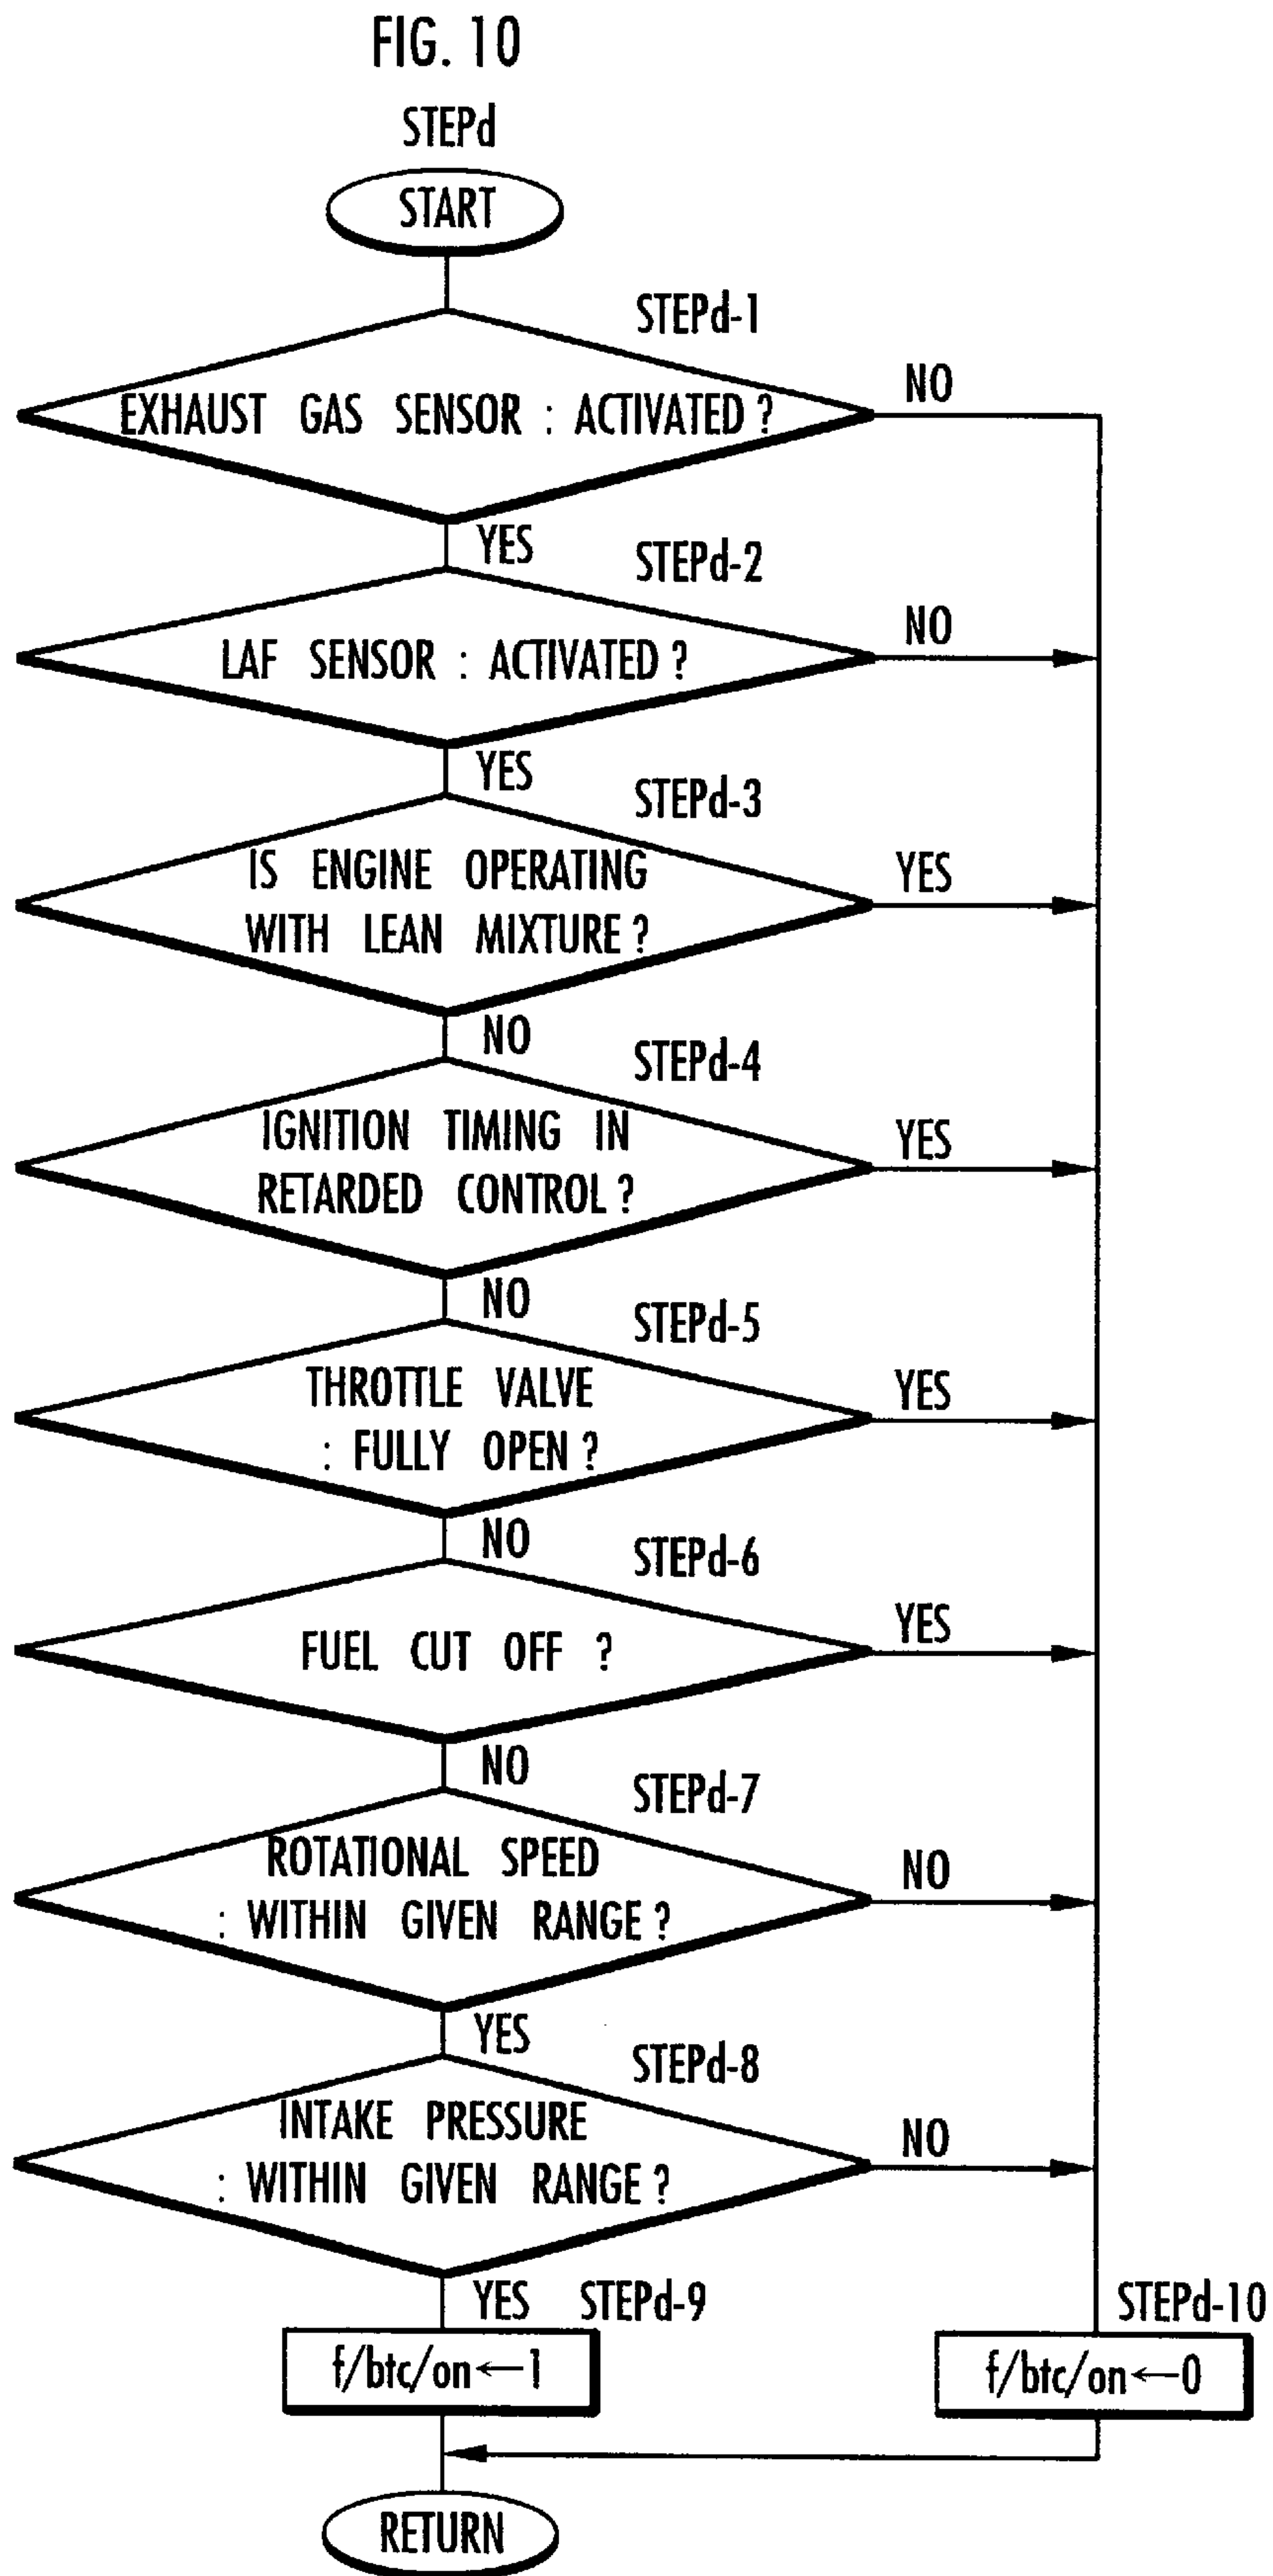 FIG. 10
STEPd
START
STEPd-1
EXHAUST GAS SENSOR : ACTIVATED ?
NO
YES
STEPd-2
LAF SENSOR : ACTIVATED ?
NO
YES
STEPd-3
IS ENGINE OPERATING
WITH LEAN MIXTURE ?
YES
NO
STEPd-4
IGNITION TIMING IN
RETARDED CONTROL ?
YES
NO
STEPd-5
THROTTLE VALVE
: FULLY OPEN ?
YES
NO
STEPd-6
FUEL CUT OFF ?
YES
NO
STEPd-7
ROTATIONAL SPEED
: WITHIN GIVEN RANGE ?
NO
YES
STEPd-8
INTAKE PRESSURE
: WITHIN GIVEN RANGE ?
NO
YES
STEPd-9
f/btc/on←1
STEPd-10
f/btc/on←0
RETURN